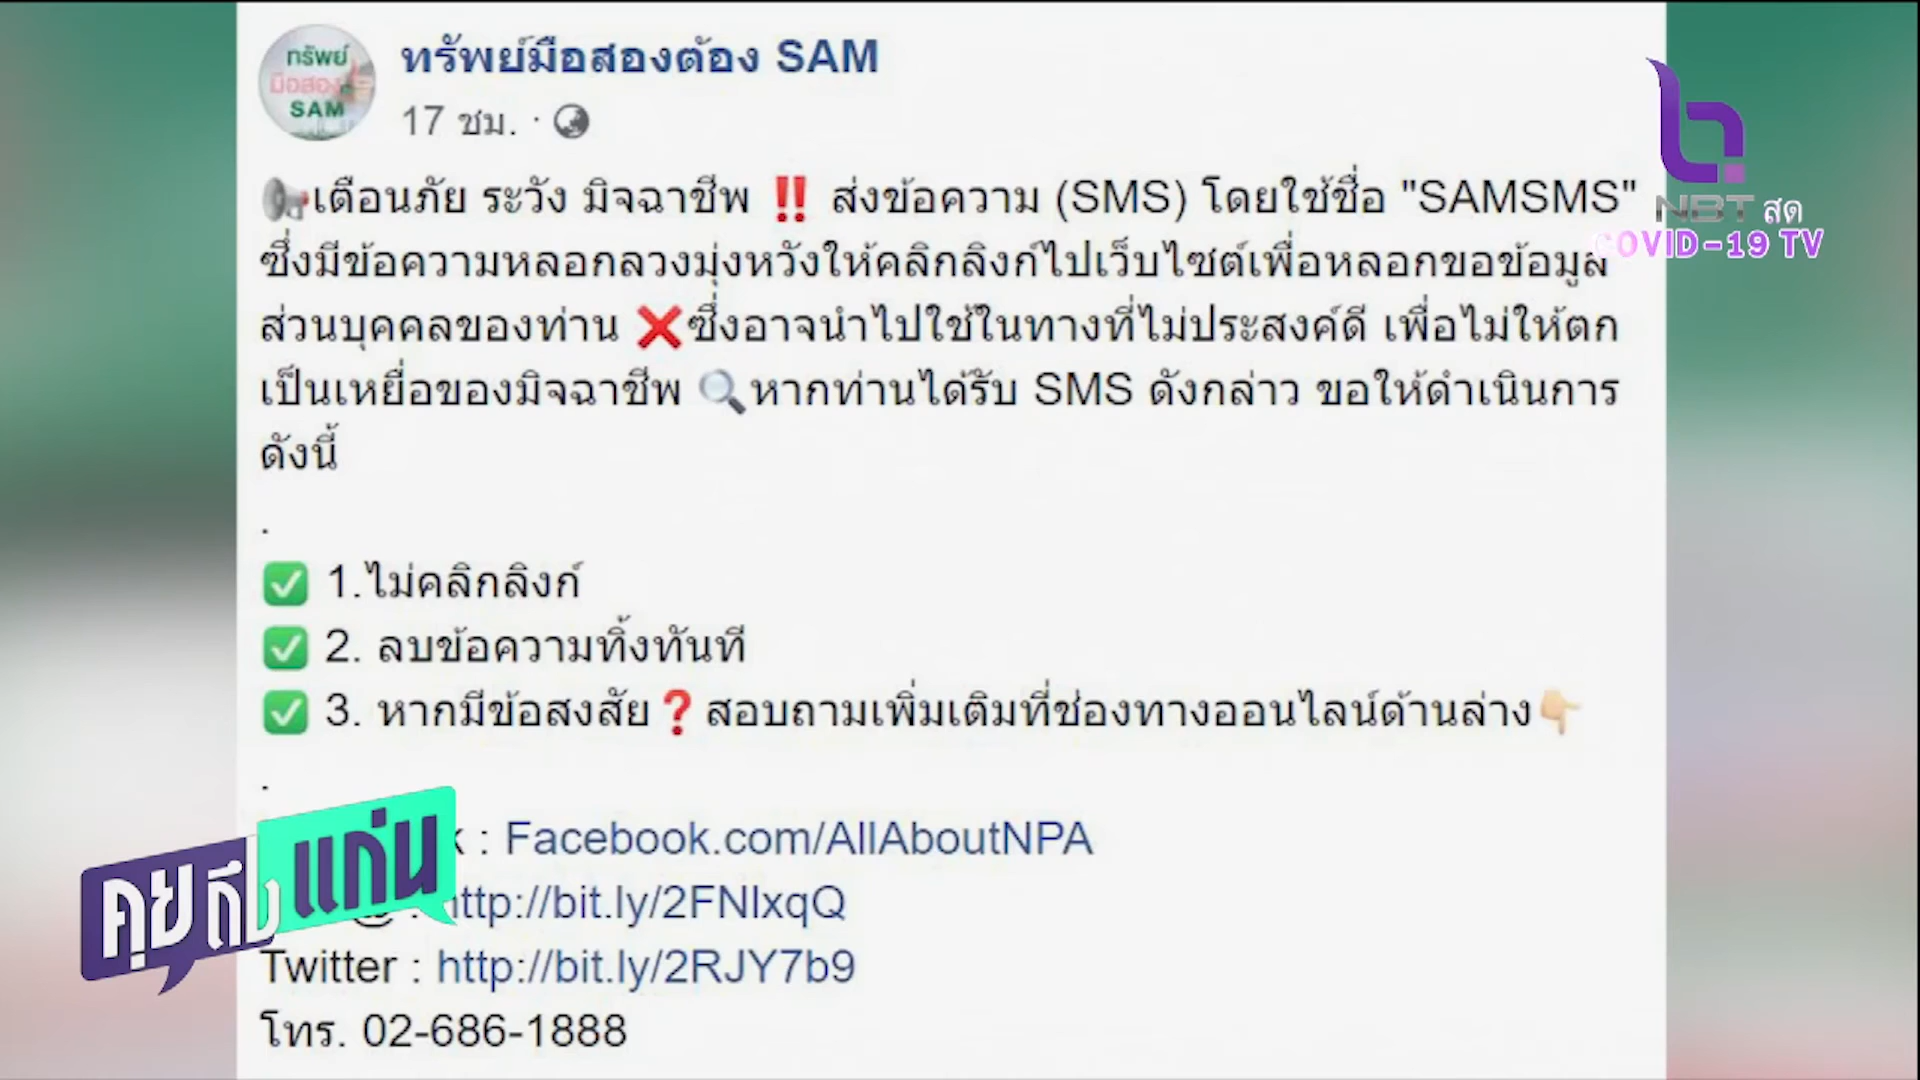 ทรัพย์
มือสอง
SAM
ทรัพย์มือสองต้อง SAM
17 ชม. ·
เตือนภัย ระวัง มิจฉาชีพ ‼ ส่งข้อความ (SMS) โดยใช้ชื่อ "SAMSMS"
ซึ่งมีข้อความหลอกลวงมุ่งหวังให้คลิกลิงก์ไปเว็บไซต์เพื่อหลอกขอข้อมูล
ส่วนบุคคลของท่าน ❌ซึ่งอาจนำไปใช้ในทางที่ไม่ประสงค์ดี เพื่อไม่ให้ตก
เป็นเหยื่อของมิจฉาชีพ 🔍หากท่านได้รับ SMS ดังกล่าว ขอให้ดำเนินการ
ดังนี้
.
✅ 1.ไม่คลิกลิงก์
✅ 2. ลบข้อความทิ้งทันที
✅ 3. หากมีข้อสงสัย❓สอบถามเพิ่มเติมที่ช่องทางออนไลน์ด้านล่าง👇
.
k : Facebook.com/AllAboutNPA
@ : http://bit.ly/2FNlxqQ
Twitter : http://bit.ly/2RJY7b9
โทร. 02-686-1888
NBT สด
COVID-19 TV
คุยถึงแก่น